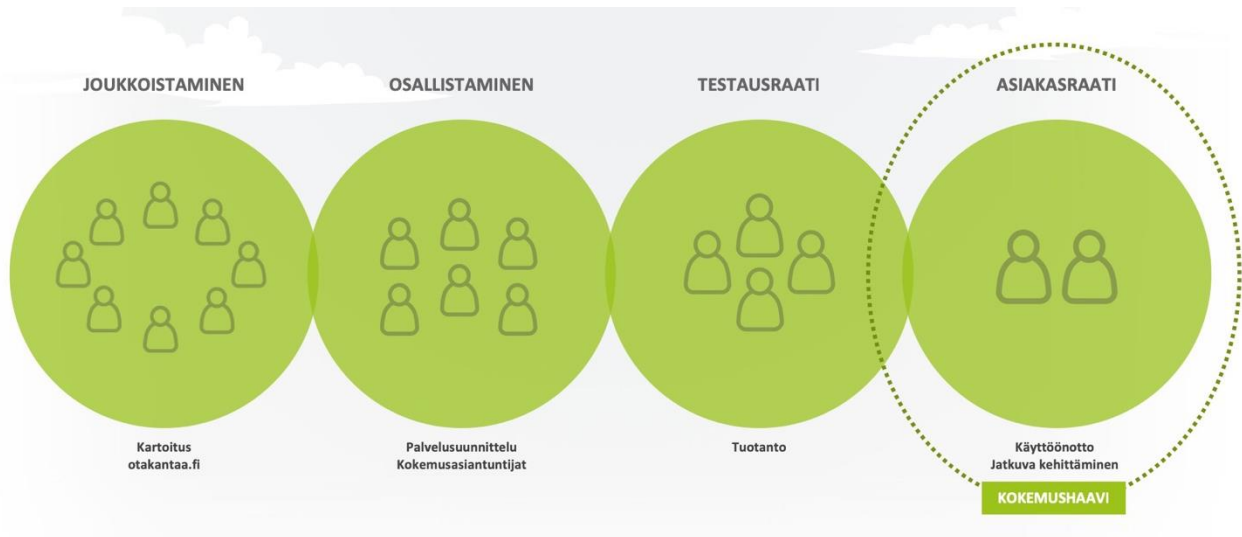 JOUKKOISTAMINEN
OSALLISTAMINEN
TESTAUSRAATI
ASIAKASRAATI
Kartoitus
otakantaa.fi
Palvelusuunnittelu
Kokemusasiantuntijat
Tuotanto
Käyttöönotto
Jatkuva kehittäminen
KOKEMUSHAAVI